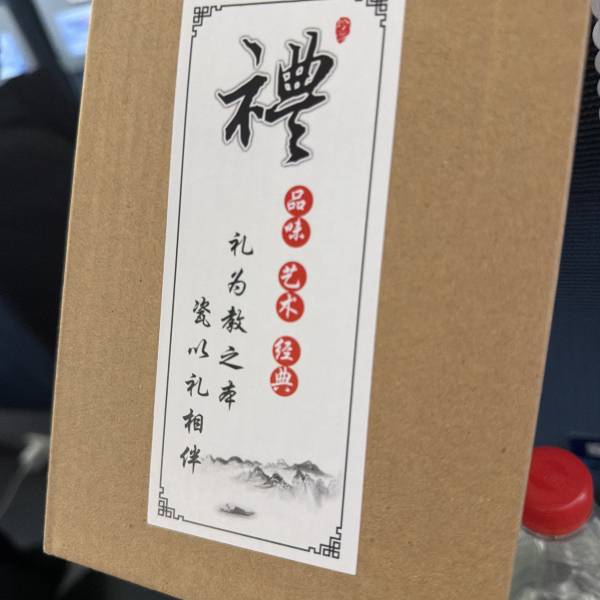 禮
品味 艺术 经典
礼为教之本
瓷以礼相伴